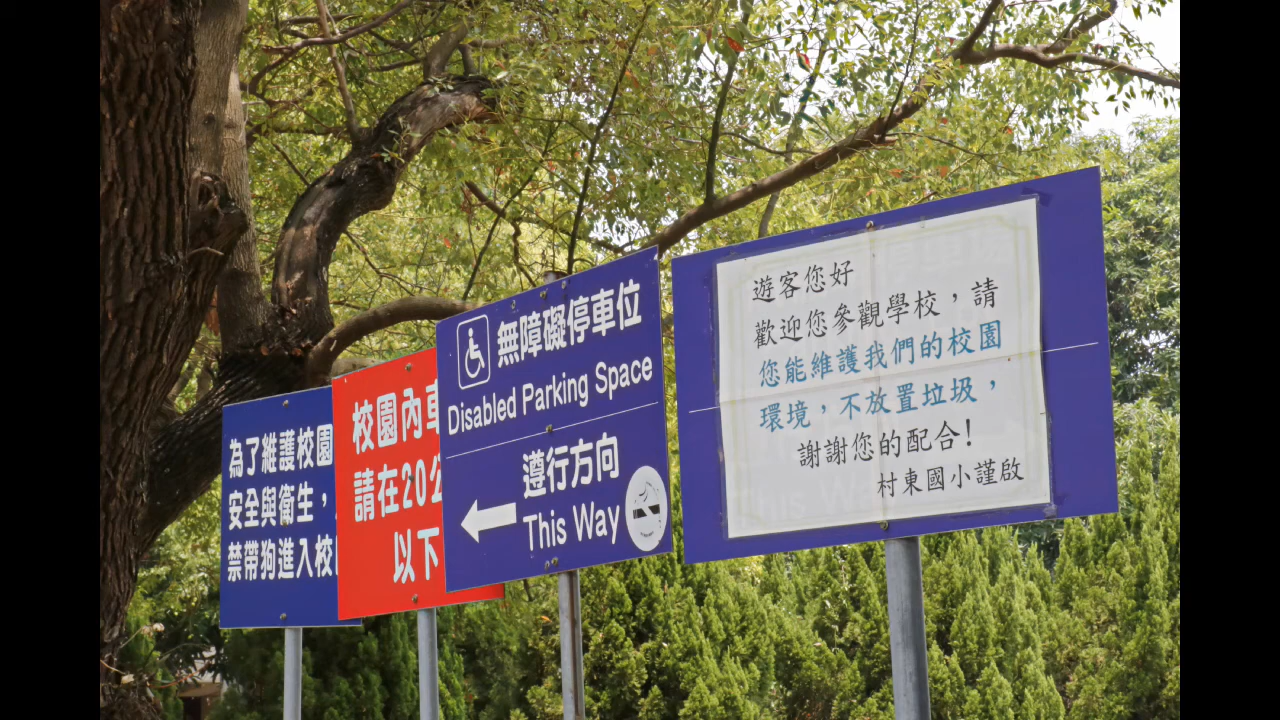 為了維護校園
安全與衛生，
禁帶狗進入校
校園內車
請在20公
以下
無障礙停車位
Disabled Parking Space
遵行方向
This Way
遊客您好
歡迎您參觀學校，請
您能維護我們的校園
環境，不放置垃圾，
謝謝您的配合!
村東國小謹啟